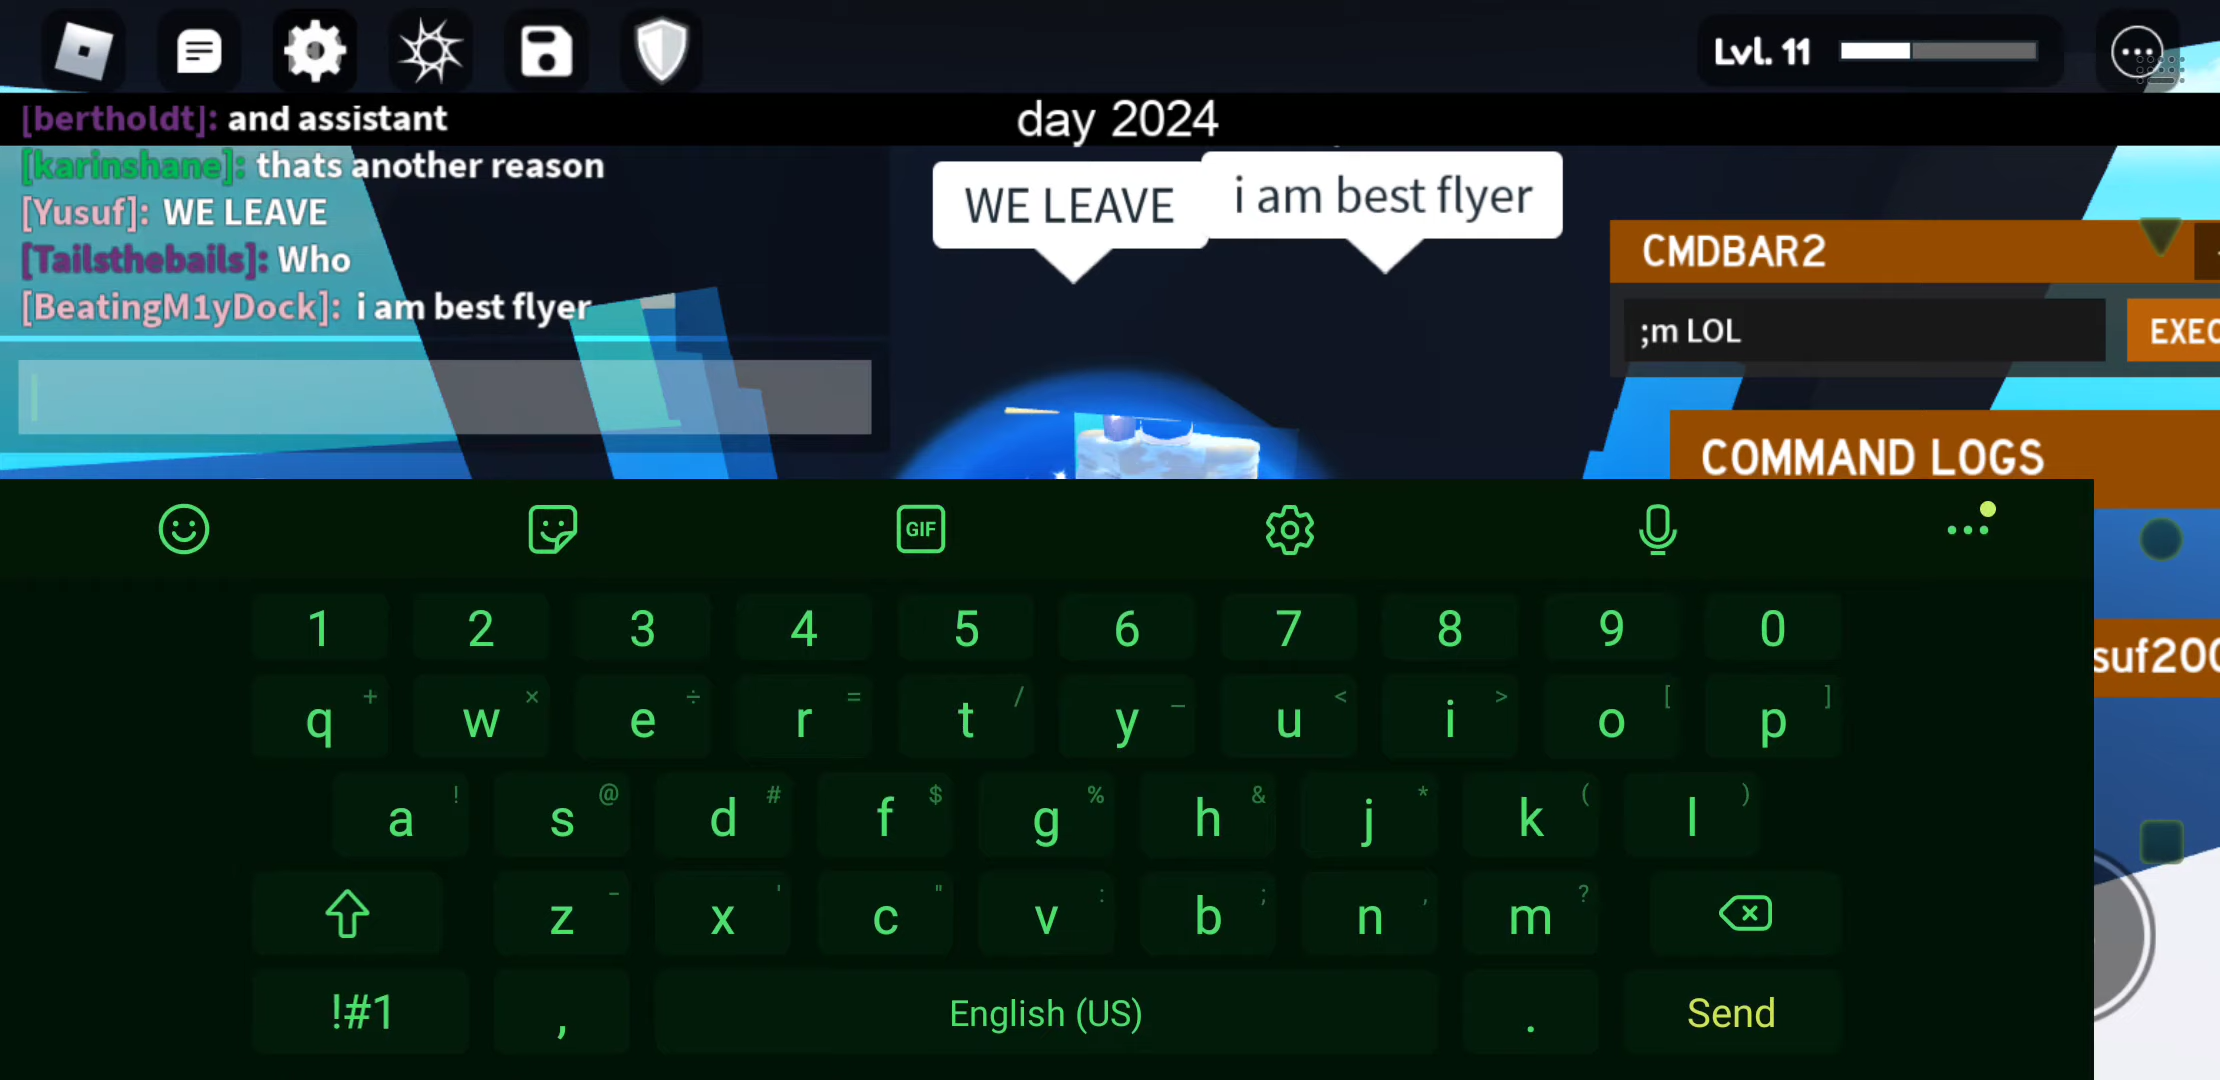 Lvl. 11
[bertholdt]: and assistant
day 2024
[karinshane]: thats another reason
[Yusuf]: WE LEAVE
[Tailsthebails]: Who
[BeatingM1yDock]: i am best flyer
WE LEAVE
i am best flyer
CMDBAR2
;m LOL
EXEC
COMMAND LOGS
suf200
GIF
1 2 3 4 5 6 7 8 9 0
+ × ÷ = / _ < > [ ]
q w e r t y u i o p
! @ # $ % & * ( )
a s d f g h j k l
- ' " : ; , ?
z x c v b n m
!#1 , English (US) . Send